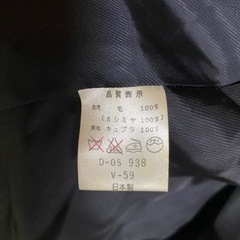 品質表示
表地 毛 100%
(カシミヤ 100%)
裏地 キュプラ 100%
D-OS 938
V-59
日本製